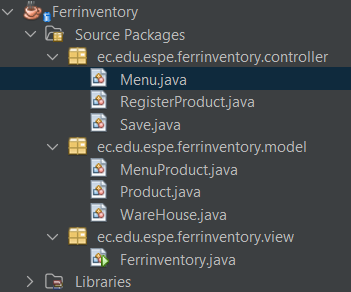 Ferrinventory
Source Packages
ec.edu.espe.ferrinventory.controller
Menu.java
RegisterProduct.java
Save.java
ec.edu.espe.ferrinventory.model
MenuProduct.java
Product.java
WareHouse.java
ec.edu.espe.ferrinventory.view
Ferrinventory.java
Libraries